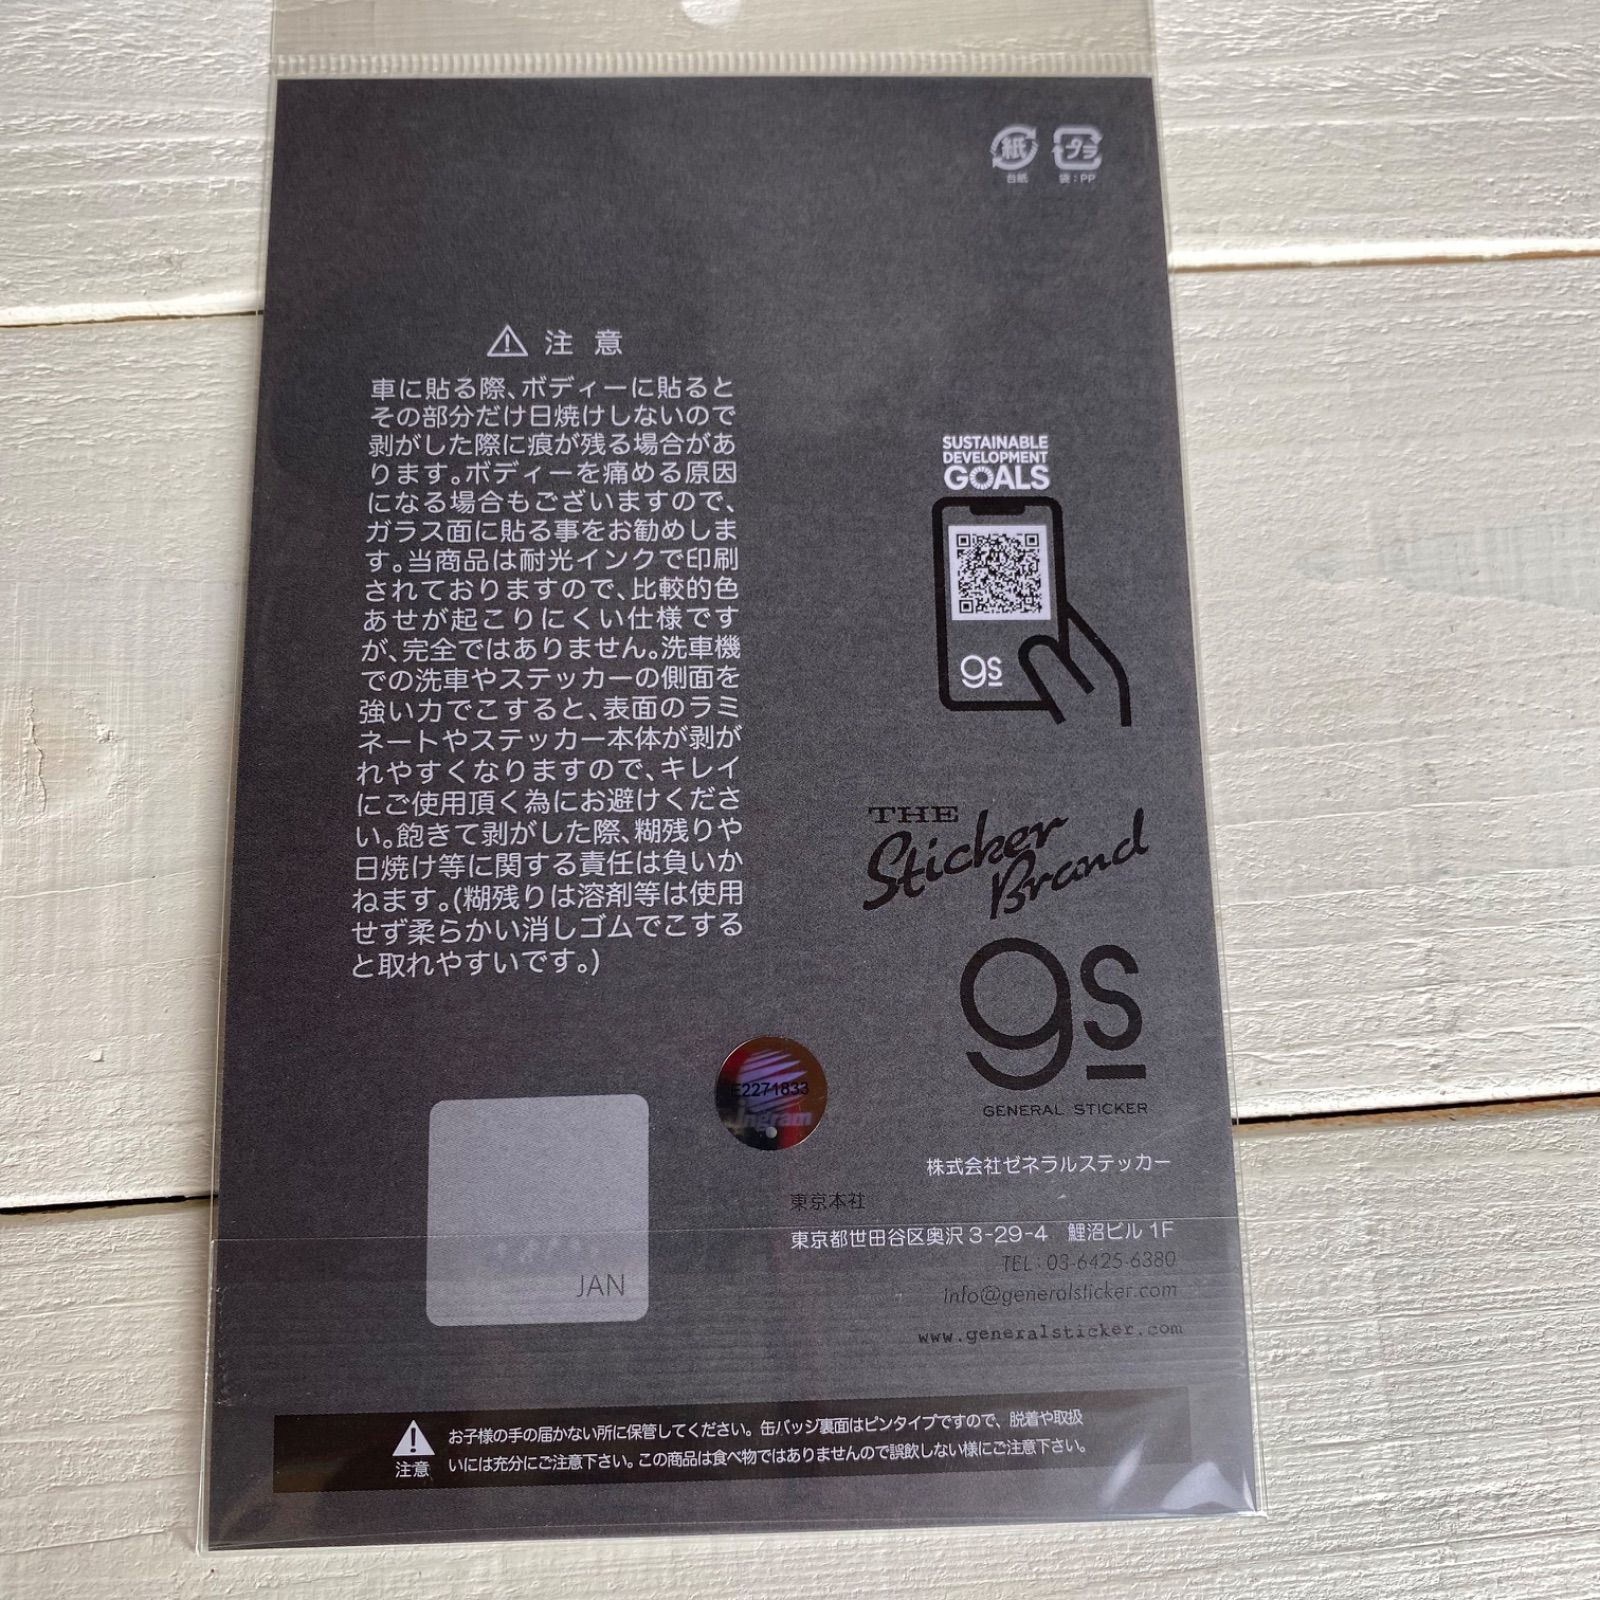 紙
台紙
プラ
袋:PP
注意
車に貼る際、ボディーに貼ると
その部分だけ日焼けしないので
剥がした際に痕が残る場合があ
ります。ボディーを痛める原因
になる場合もございますので、
ガラス面に貼る事をお勧めしま
す。当商品は耐光インクで印刷
されておりますので、比較的色
あせが起こりにくい仕様です
が、完全ではありません。洗車機
での洗車やステッカーの側面を
強い力でこすると、表面のラミ
ネートやステッカー本体が剥が
れやすくなりますので、キレイ
にご使用頂く為にお避けくださ
い。飽きて剥がした際、糊残りや
日焼け等に関する責任は負いか
ねます。(糊残りは溶剤等は使用
せず柔らかい消しゴムでこする
と取れやすいです。)
SUSTAINABLE
DEVELOPMENT
GOALS
gs
THE
Sticker
Brand
gs
GENERAL STICKER
E2271833
Ingram
株式会社ゼネラルステッカー
東京本社
東京都世田谷区奥沢3-29-4 鯉沼ビル 1F
TEL:03-6425-6380
info@generalsticker.com
www.generalsticker.com
JAN
注意
お子様の手の届かない所に保管してください。缶バッジ裏面はピンタイプですので、脱着や取扱
いには充分にご注意下さい。この商品は食べ物ではありませんので誤飲しない様にご注意下さい。